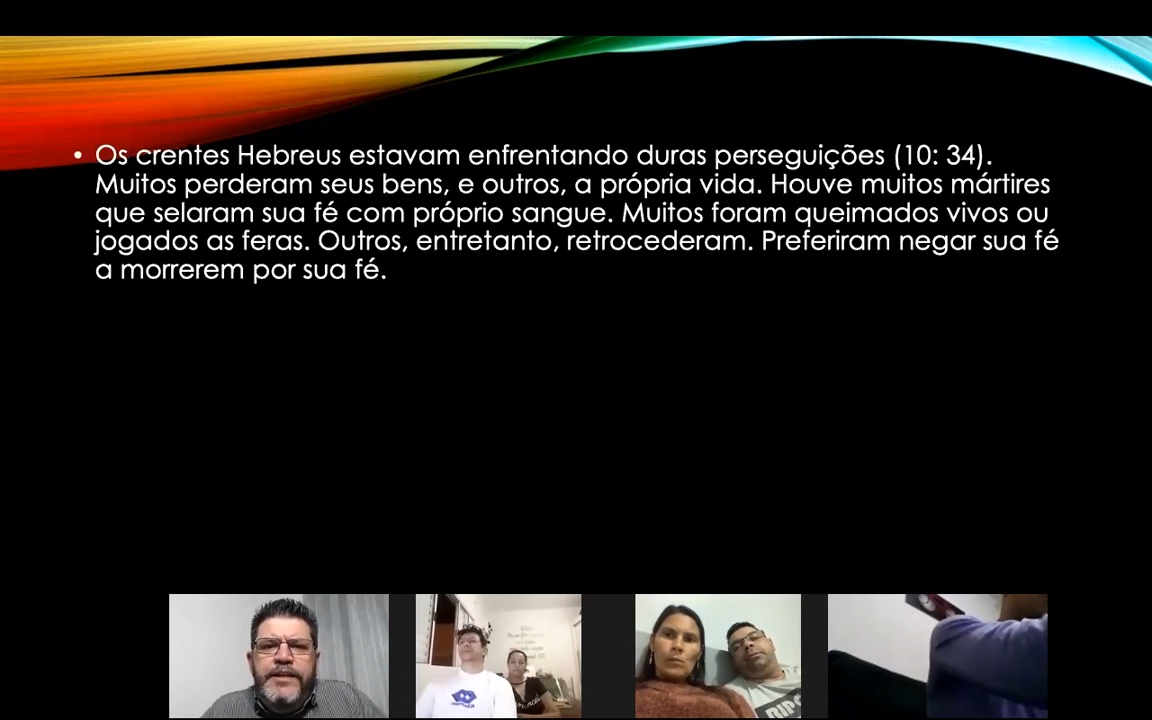 • Os crentes Hebreus estavam enfrentando duras perseguições (10: 34).
Muitos perderam seus bens, e outros, a própria vida. Houve muitos mártires
que selaram sua fé com próprio sangue. Muitos foram queimados vivos ou
jogados as feras. Outros, entretanto, retrocederam. Preferiram negar sua fé
a morrerem por sua fé.